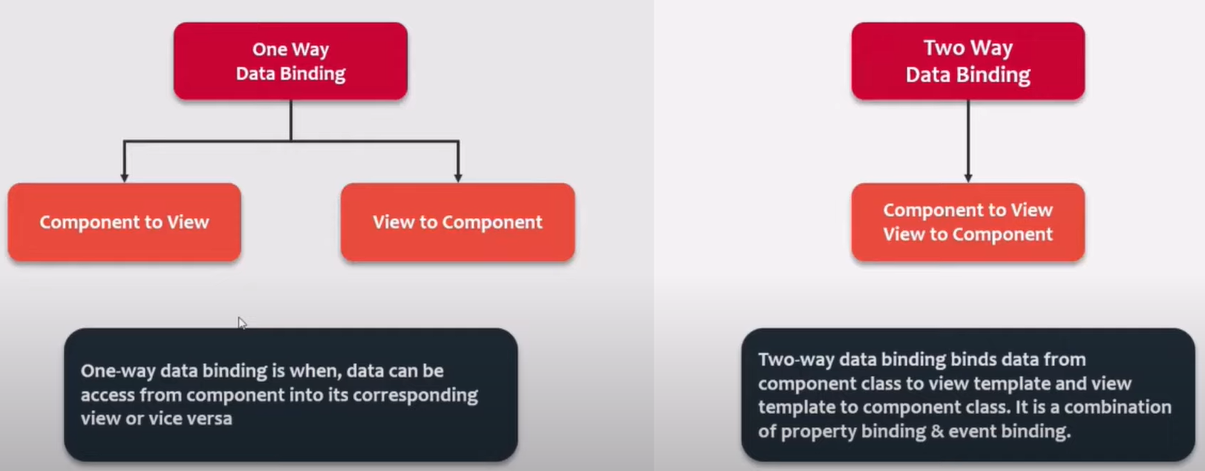 One Way
Data Binding
Component to View
View to Component
One-way data binding is when, data can be
access from component into its corresponding
view or vice versa
Two Way
Data Binding
Component to View
View to Component
Two-way data binding binds data from
component class to view template and view
template to component class. It is a combination
of property binding & event binding.